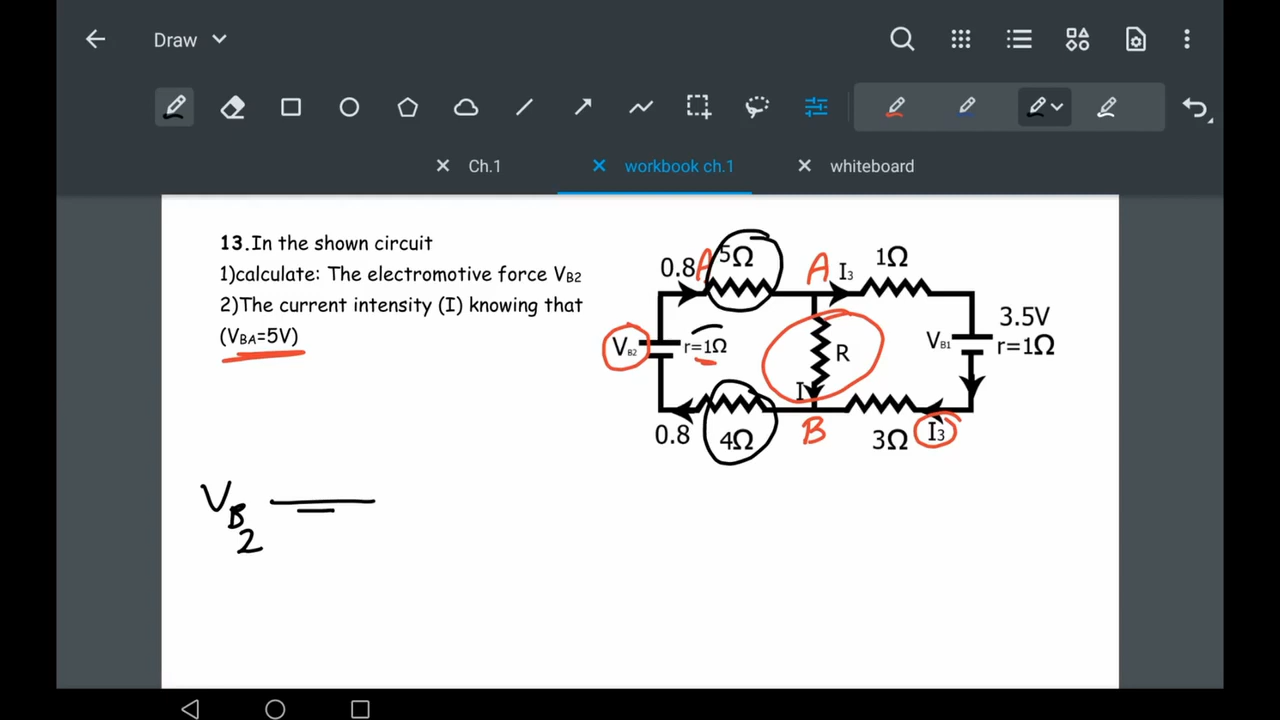 Draw
Ch.1
workbook ch.1
whiteboard
13.In the shown circuit
1)calculate: The electromotive force VB2
2)The current intensity (I) knowing that
(VBA=5V)
0.8
A
5Ω
A
I3
1Ω
VB2
r=1Ω
R
VB1
3.5V
r=1Ω
I
0.8
4Ω
B
3Ω
I3
VB2